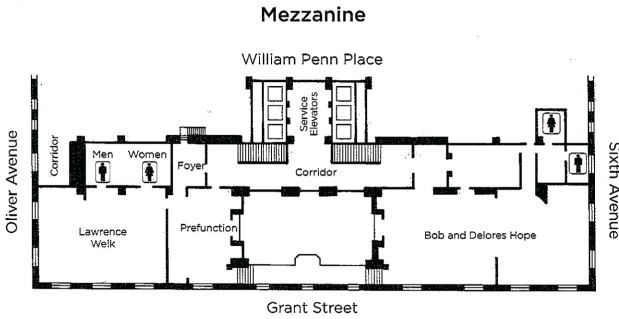 Mezzanine
William Penn Place
Service
Elevators
Oliver Avenue
Corridor
Men
Women
Foyer
Corridor
Sixth Avenue
Lawrence
Welk
Prefunction
Bob and Delores Hope
Grant Street